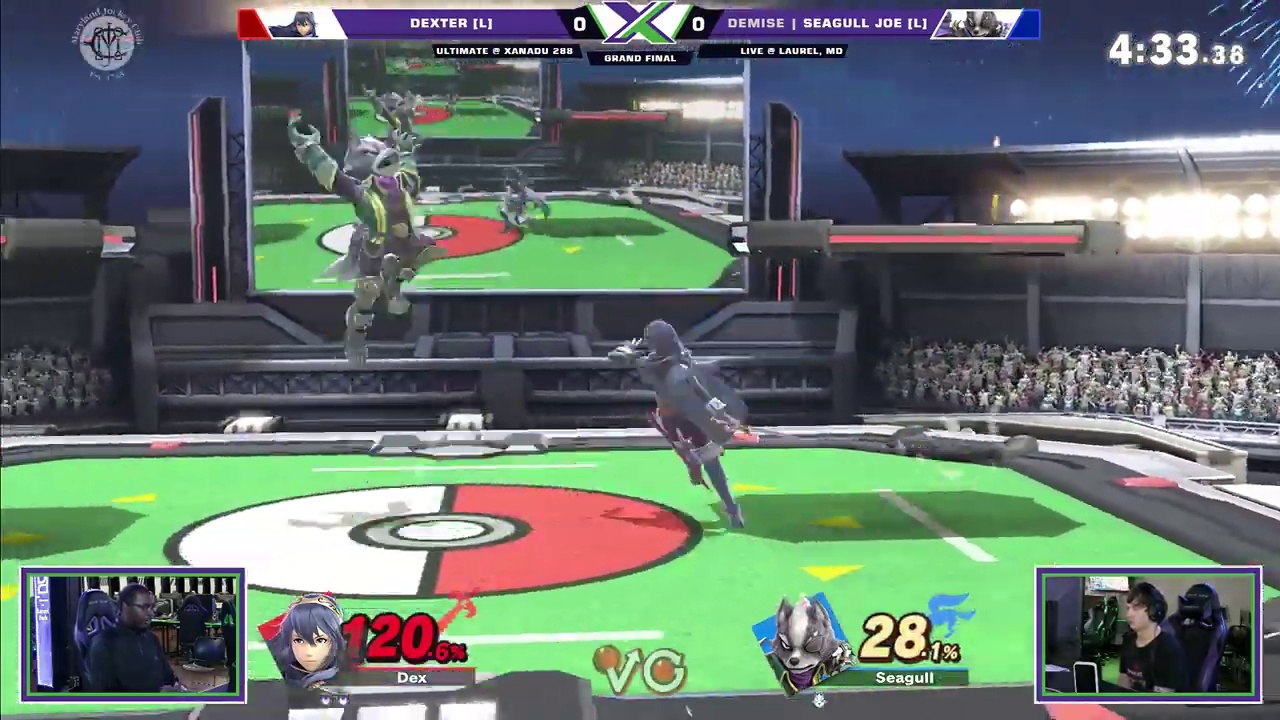 DEXTER [L]
0
0
DEMISE | SEAGULL JOE [L]
ULTIMATE @ XANADU 288
GRAND FINAL
LIVE @ LAUREL, MD
4:33.36
120.6%
Dex
28.1%
Seagull